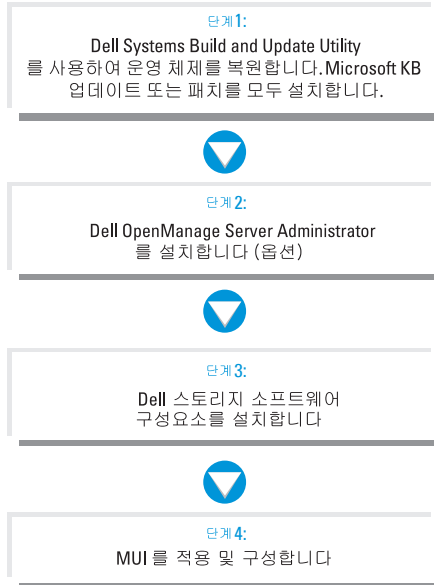 단계1:
Dell Systems Build and Update Utility
를 사용하여 운영 체제를 복원합니다. Microsoft KB
업데이트 또는 패치를 모두 설치합니다.
단계2:
Dell OpenManage Server Administrator
를 설치합니다 (옵션)
단계3:
Dell 스토리지 소프트웨어
구성요소를 설치합니다
단계4:
MUI 를 적용 및 구성합니다